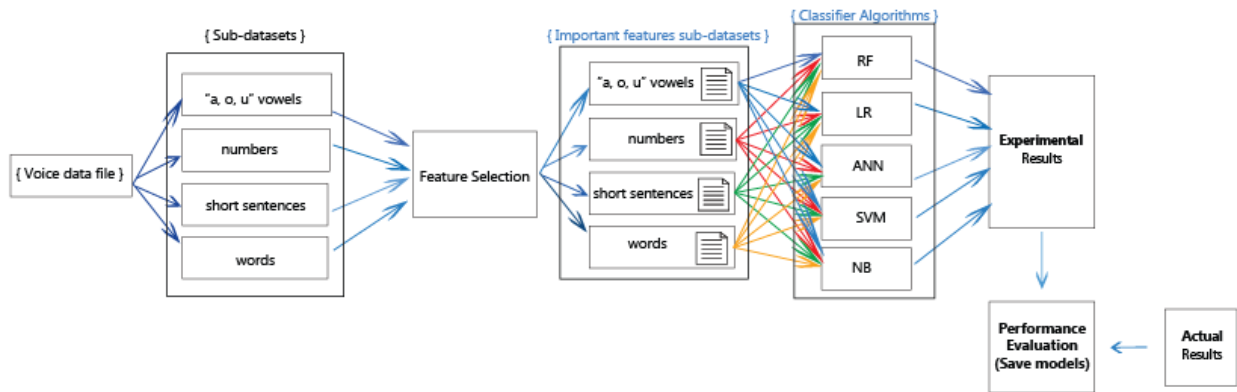 { Voice data file }
{ Sub-datasets }
"a, o, u" vowels
numbers
short sentences
words
Feature Selection
{ Important features sub-datasets }
"a, o, u" vowels
numbers
short sentences
words
{ Classifier Algorithms }
RF
LR
ANN
SVM
NB
Experimental
Results
Performance
Evaluation
(Save models)
Actual
Results